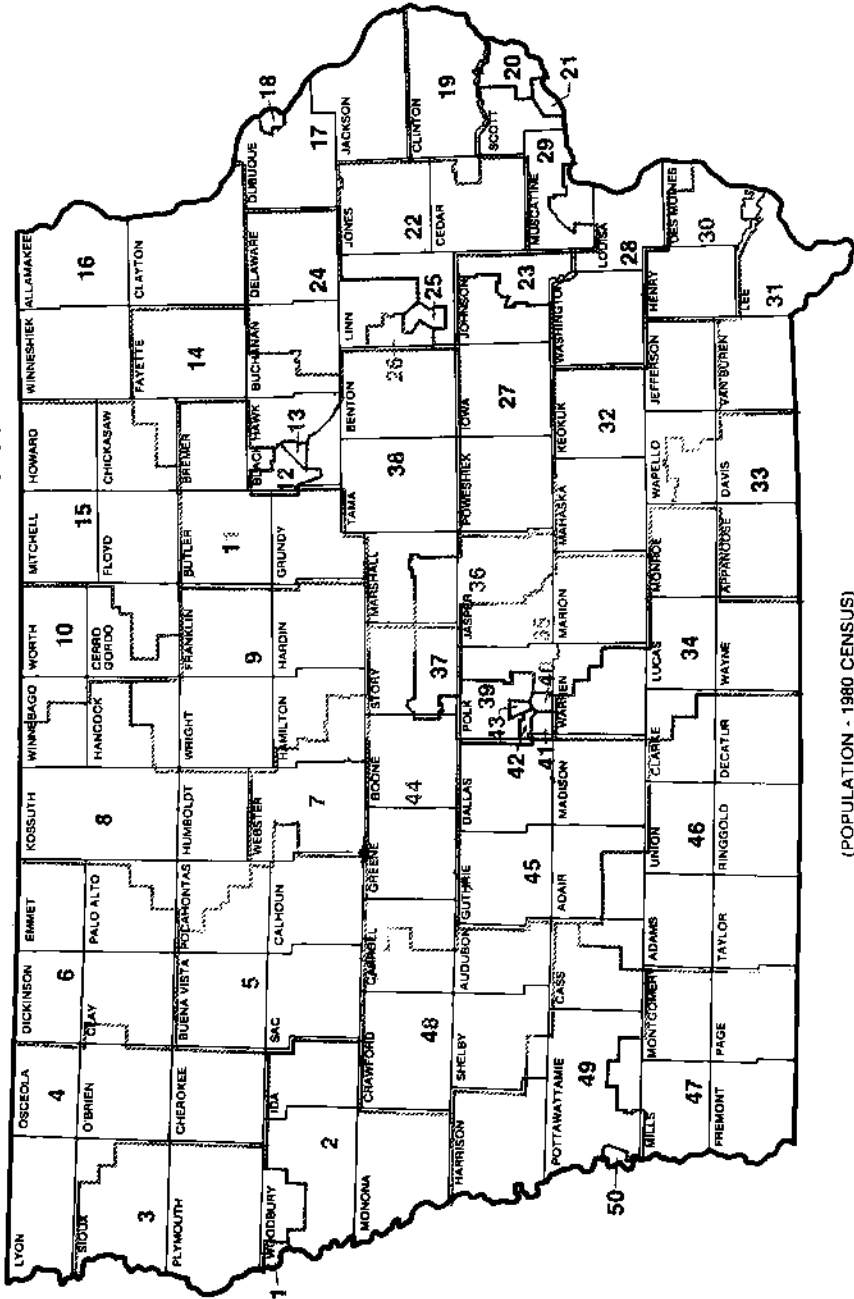 LYON
OSCEOLA
DICKINSON
EMMET
KOSSUTH
WINNEBAGO
WORTH
MITCHELL
HOWARD
WINNESHIEK
ALLAMAKEE
SIOUX
O'BRIEN
CLAY
PALO ALTO
HANCOCK
CERRO
GORDO
FLOYD
CHICKASAW
FAYETTE
CLAYTON
4
6
8
10
15
16
3
14
PLYMOUTH
CHEROKEE
BUENA VISTA
POCAHONTAS
HUMBOLDT
WRIGHT
FRANKLIN
BUTLER
BREMER
5
7
9
11
12
13
24
17
18
1
WOODBURY
IDA
SAC
CALHOUN
WEBSTER
HAMILTON
HARDIN
GRUNDY
BLACK HAWK
BUCHANAN
DELAWARE
DUBUQUE
2
MONONA
CRAWFORD
CARROLL
GREENE
BOONE
STORY
MARSHALL
TAMA
BENTON
LINN
JONES
JACKSON
48
44
37
38
26
25
22
CEDAR
CLINTON
19
HARRISON
SHELBY
AUDUBON
GUTHRIE
DALLAS
POLK
JASPER
POWESHIEK
IOWA
JOHNSON
SCOTT
45
39
43
42
41
40
36
35
27
23
29
20
21
MUSCATINE
POTTAWATTAMIE
CASS
ADAIR
MADISON
WARREN
MARION
MAHASKA
KEOKUK
WASHINGTON
LOUISA
49
32
28
50
MILLS
MONTGOMERY
ADAMS
UNION
CLARKE
LUCAS
MONROE
WAPELLO
JEFFERSON
HENRY
DES MOINES
47
46
34
33
30
31
FREMONT
PAGE
TAYLOR
RINGGOLD
DECATUR
WAYNE
APPANOOSE
DAVIS
VAN BUREN
LEE
(POPULATION - 1980 CENSUS)